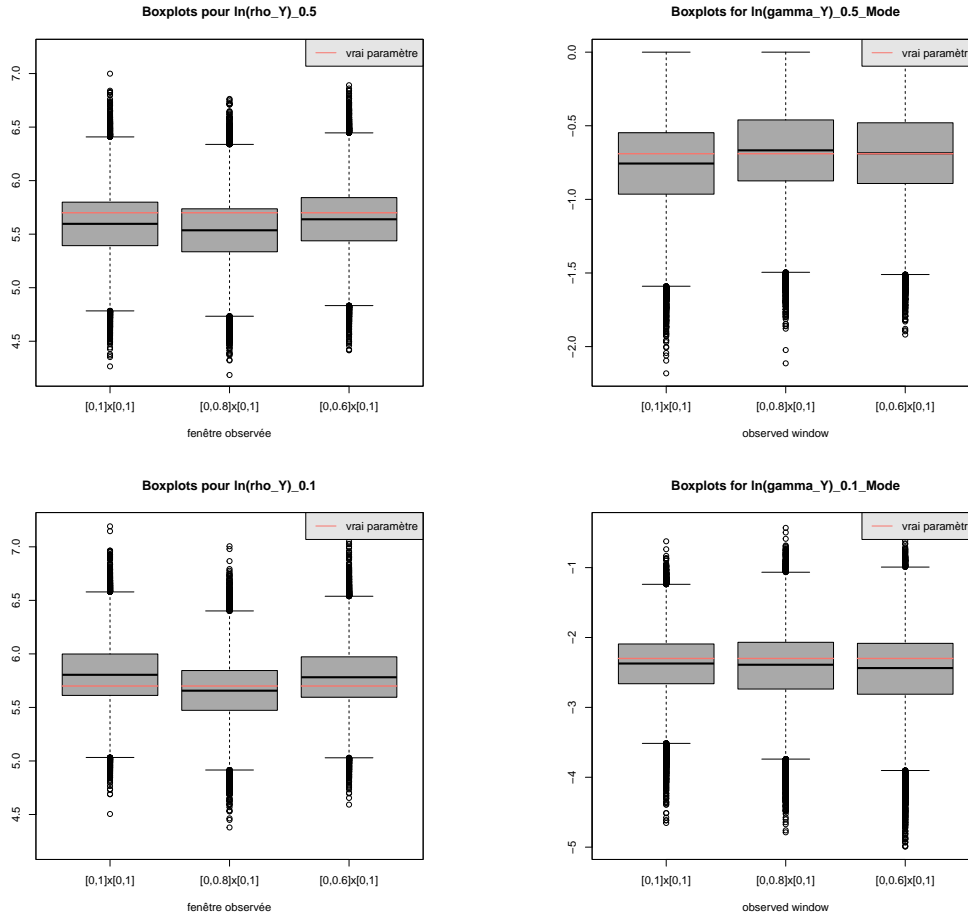 Boxplots pour ln(rho_Y)_0.5
vrai paramètre
7.0
6.5
6.0
5.5
5.0
4.5
[0,1]x[0,1]
[0,0.8]x[0,1]
[0,0.6]x[0,1]
fenêtre observée
Boxplots for ln(gamma_Y)_0.5_Mode
vrai paramètr
0.0
−0.5
−1.0
−1.5
−2.0
[0,1]x[0,1]
[0,0.8]x[0,1]
[0,0.6]x[0,1]
observed window
Boxplots pour ln(rho_Y)_0.1
vrai paramètre
7.0
6.5
6.0
5.5
5.0
4.5
[0,1]x[0,1]
[0,0.8]x[0,1]
[0,0.6]x[0,1]
fenêtre observée
Boxplots for ln(gamma_Y)_0.1_Mode
vrai paramètr
−1
−2
−3
−4
−5
[0,1]x[0,1]
[0,0.8]x[0,1]
[0,0.6]x[0,1]
observed window